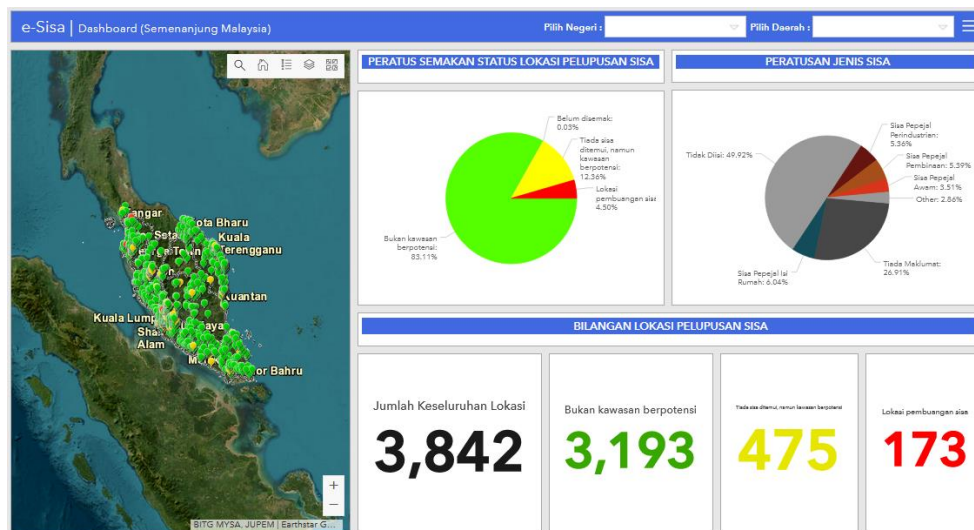 e-Sisa | Dashboard (Semenanjung Malaysia)
Pilih Negeri :
Pilih Daerah :
PERATUS SEMAKAN STATUS LOKASI PELUPUSAN SISA
PERATUSAN JENIS SISA
Belum disemak:
0.03%
Tiada sisa
ditemui, namun
kawasan
berpotensi:
12.36%
Lokasi
pembuangan sisa:
4.50%
Bukan kawasan
berpotensi:
83.11%
Tidak Diisi: 49.92%
Sisa Pepejal
Perindustrian:
5.36%
Sisa Pepejal
Pembinaan: 5.39%
Sisa Pepejal
Awam: 3.51%
Other: 2.86%
Tiada Maklumat:
26.91%
Sisa Pepejal Isi
Rumah: 6.04%
Kota Bharu
Kuala
Terengganu
Kuantan
Kuala Lump
Shah
Alam
Johor Bahru
BITG MYSA, JUPEM | Earthstar G...
BILANGAN LOKASI PELUPUSAN SISA
Jumlah Keseluruhan Lokasi
3,842
Bukan kawasan berpotensi
3,193
Tiada sisa ditemui, namun kawasan berpotensi
475
Lokasi pembuangan sisa
173